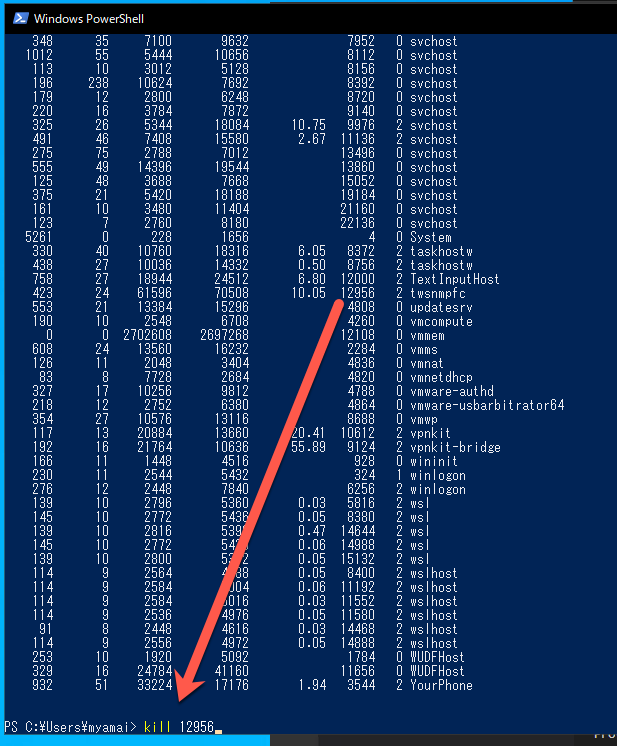 Windows PowerShell
348 35 7100 9632 7952 0 svchost
1012 55 5444 10656 8112 0 svchost
113 10 3012 5128 8156 0 svchost
196 238 10624 7692 8392 0 svchost
179 12 2800 6248 8720 0 svchost
220 16 3784 7872 9140 0 svchost
325 26 5344 18084 10.75 9976 2 svchost
491 46 7408 15580 2.67 11136 2 svchost
275 75 2788 7012 13496 0 svchost
555 49 14396 19544 13860 0 svchost
125 48 3688 7668 15052 0 svchost
375 21 5420 18188 19184 0 svchost
161 10 3480 11404 21160 0 svchost
123 7 2760 8180 22136 0 svchost
5261 0 228 1656 4 0 System
330 40 10760 18316 6.05 8372 2 taskhostw
438 27 10036 14332 0.50 8756 2 taskhostw
758 27 18944 24512 6.80 12000 2 TextInputHost
423 24 61596 70508 10.05 12956 2 twsnmpfc
553 21 13384 15296 4808 0 updatesrv
190 10 2548 6708 4260 0 vmcompute
0 0 2702608 2697268 12108 0 vmmem
608 24 13560 16232 2284 0 vmms
126 11 2048 3404 4836 0 vmnat
83 8 7728 2684 4820 0 vmnetdhcp
327 17 10256 9812 4788 0 vmware-authd
218 12 2752 6380 4864 0 vmware-usbarbitrator64
354 27 10576 13116 8688 0 vmwp
117 13 20884 13660 20.41 10612 2 vpnkit
192 16 21764 10636 55.89 9124 2 vpnkit-bridge
166 11 1448 4516 928 0 wininit
230 11 2544 5432 324 1 winlogon
276 12 2448 7840 6256 2 winlogon
139 10 2796 5360 0.03 5816 2 wsl
145 10 2772 5436 0.05 8380 2 wsl
139 10 2816 0.47 14644 2 wsl
145 10 2772 0.06 14988 2 wsl
139 10 2800 0.05 15132 2 wsl
114 9 2564 0.05 8400 2 wslhost
114 9 2584 0.06 11192 2 wslhost
114 9 2584 0.03 11552 2 wslhost
114 9 2536 4976 0.05 11580 2 wslhost
91 8 2448 4616 0.03 14468 2 wslhost
114 9 2556 4972 0.05 14888 2 wslhost
253 10 1920 5092 1784 0 WUDFHost
329 16 24784 41160 11656 0 WUDFHost
932 51 33224 17176 1.94 3544 2 YourPhone
PS C:¥Users¥myamai> kill 12956